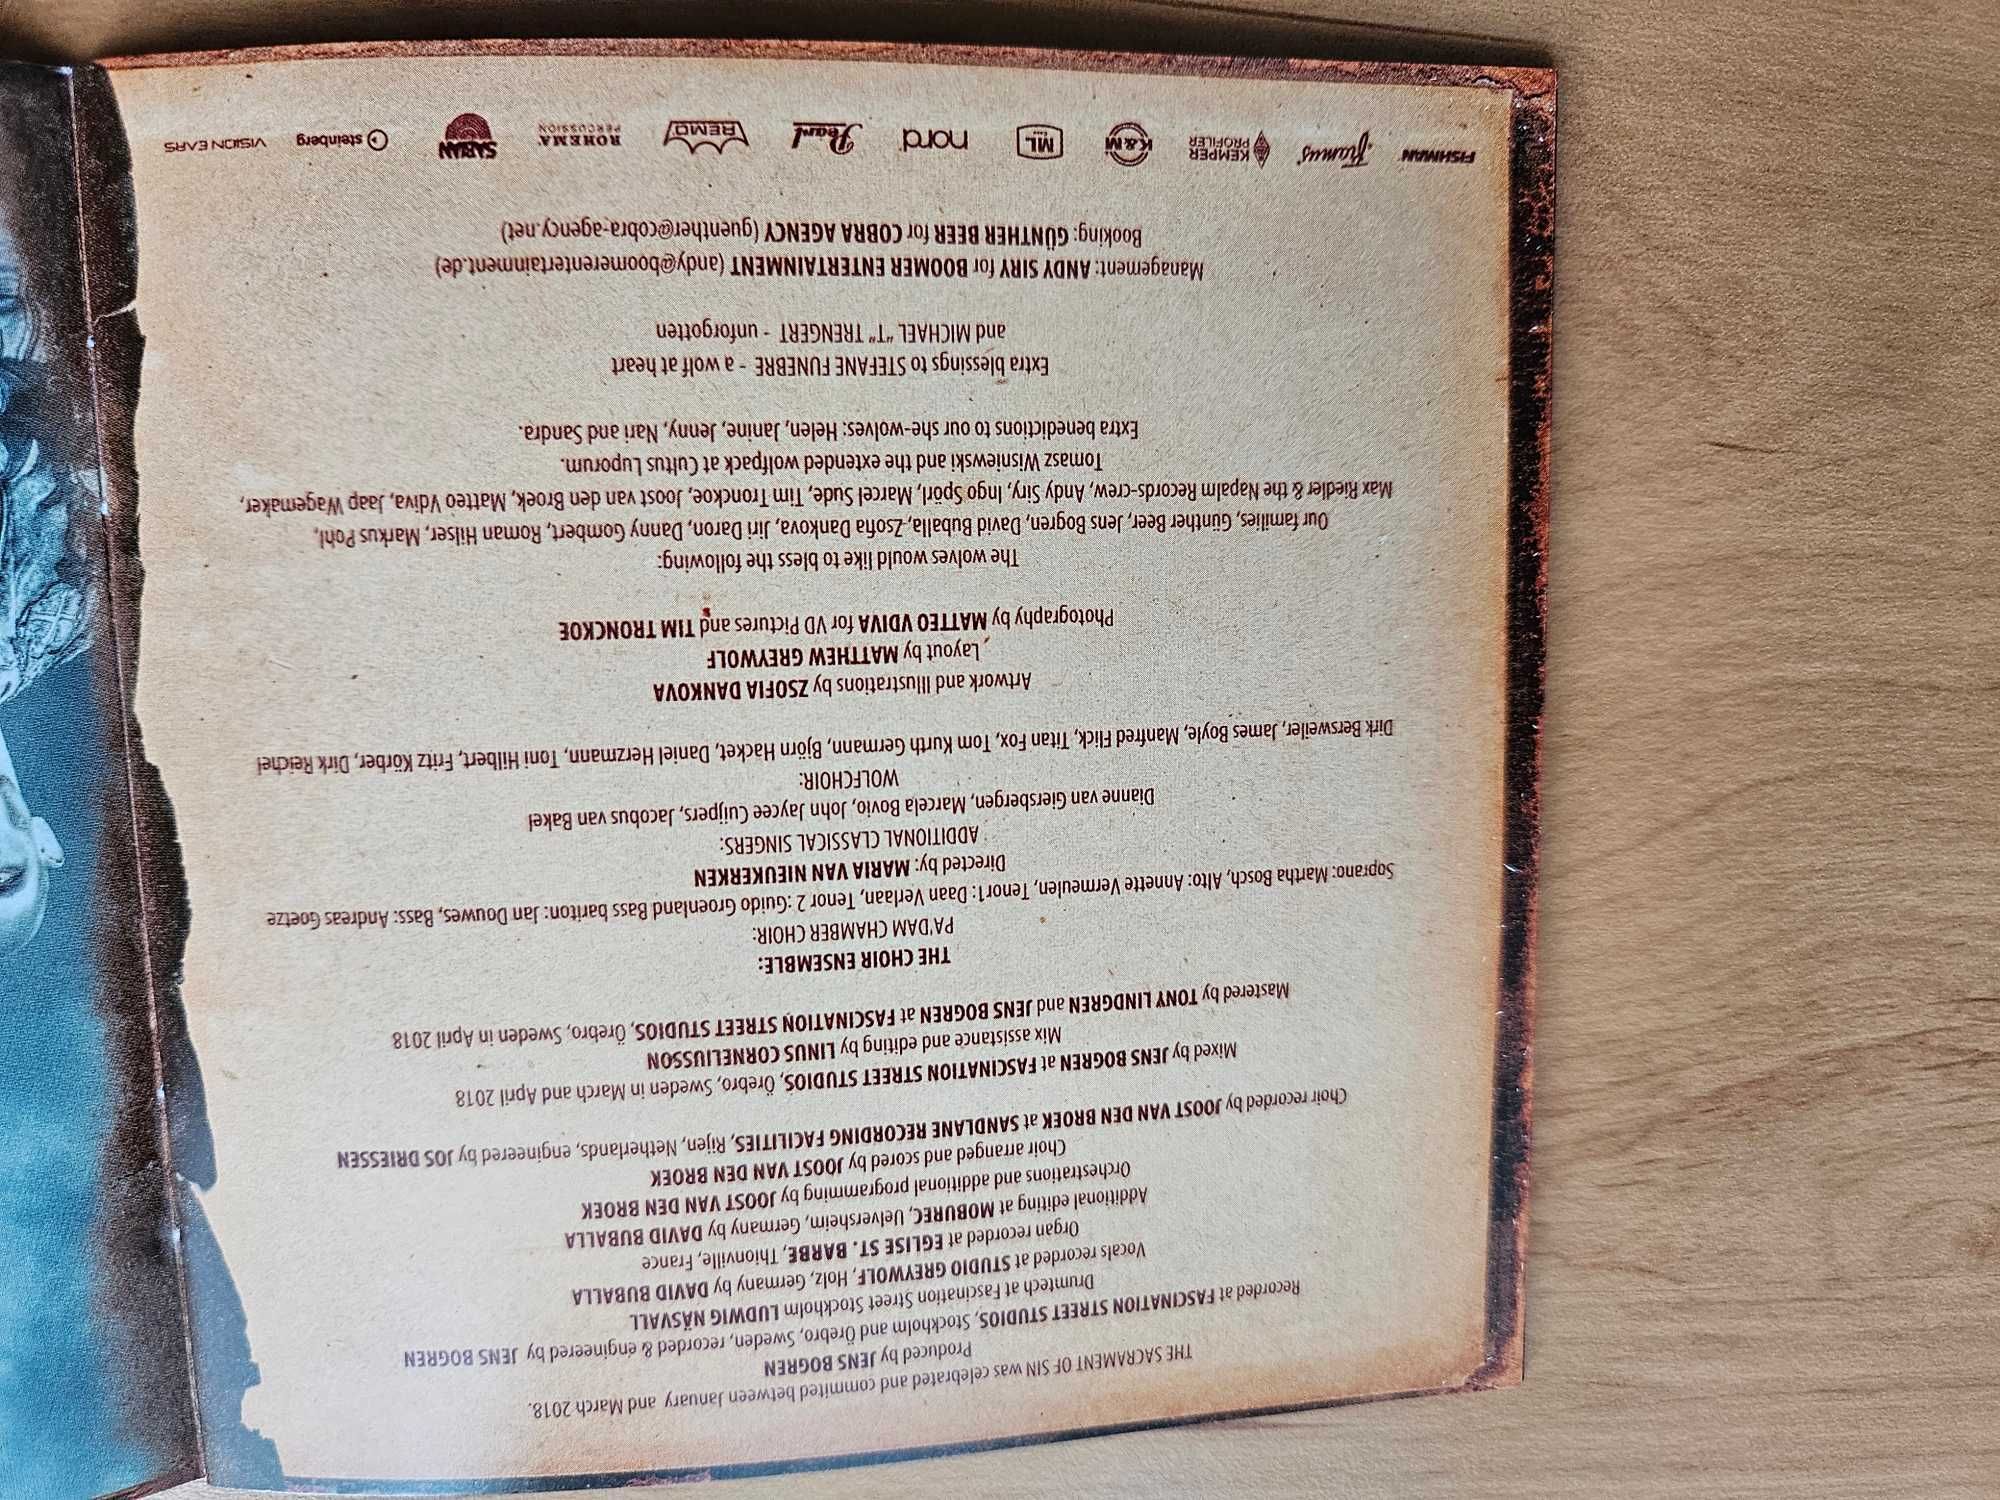 THE SACRAMENT OF SIN was celebrated and commited between January and March 2018.
Produced by JENS BOGREN
Recorded at FASCINATION STREET STUDIOS, Stockholm and Örebro, Sweden, recorded & engineered by JENS BOGREN
Drumtech at Fascination Street Stockholm LUDWIG NÄSVALL
Vocals recorded at STUDIO GREYWOLF, Holz, Germany by DAVID BUBALLA
Organ recorded at EGLISE ST. BARBE, Thionville, France
Additional editing at MOBUREC, Uelversheim, Germany by DAVID BUBALLA
Orchestrations and additional programming by JOOST VAN DEN BROEK
Choir arranged and scored by JOOST VAN DEN BROEK
Choir recorded by JOOST VAN DEN BROEK at SANDLANE RECORDING FACILITIES, Rijen, Netherlands, engineered by JOS DRIESSEN
Mixed by JENS BOGREN at FASCINATION STREET STUDIOS, Örebro, Sweden in March and April 2018
Mix assistance and editing by LINUS CORNELIUSSON
Mastered by TONY LINDGREN and JENS BOGREN at FASCINATION STREET STUDIOS, Örebro, Sweden in April 2018
THE CHOIR ENSEMBLE:
PA'DAM CHAMBER CHOIR:
Soprano: Martha Bosch, Alto: Annette Vermeulen, Tenor1: Daan Verlaan, Tenor 2 :Guido Groenland Bass bariton: Jan Douwes, Bass: Andreas Goetze
Directed by: MARIA VAN NIEUKERKEN
ADDITIONAL CLASSICAL SINGERS:
Dianne van Giersbergen, Marcela Bovio, John Jaycee Cuijpers, Jacobus van Bakel
WOLFCHOIR:
Dirk Bersweiler, James Boyle, Manfred Flick, Titan Fox, Tom Kurth Germann, Björn Hacket, Daniel Herzmann, Toni Hilbert, Fritz Körber, Dirk Reichel
Artwork and Illustrations by ZSOFIA DANKOVA
Layout by MATTHEW GREYWOLF
Photography by MATTEO VDIVA for VD Pictures and TIM TRONCKOE
The wolves would like to bless the following:
Our families, Günther Beer, Jens Bogren, David Buballa, Zsofia Dankova, Jiri Daron, Danny Gombert, Roman Hilser, Markus Pohl,
Max Riedler & the Napalm Records-crew, Andy Siry, Ingo Spörl, Marcel Sude, Tim Tronckoe, Joost van den Broek, Matteo Vdiva, Jaap Wagemaker,
Tomasz Wisniewski and the extended wolfpack at Cultus Luporum.
Extra benedictions to our she-wolves: Helen, Janine, Jenny, Nari and Sandra.
Extra blessings to STEFANE FUNEBRE - a wolf at heart
and MICHAEL "T" TRENGERT - unforgotten
Management: ANDY SIRY for BOOMER ENTERTAINMENT (andy@boomerentertainment.de)
Booking: GÜNTHER BEER for COBRA AGENCY (guenther@cobra-agency.net)
FISHMAN Framus KEMPER PROFILER K&M ML nord Pearl REMO ROHEMA PERCUSSION SABIAN steinberg VISION EARS